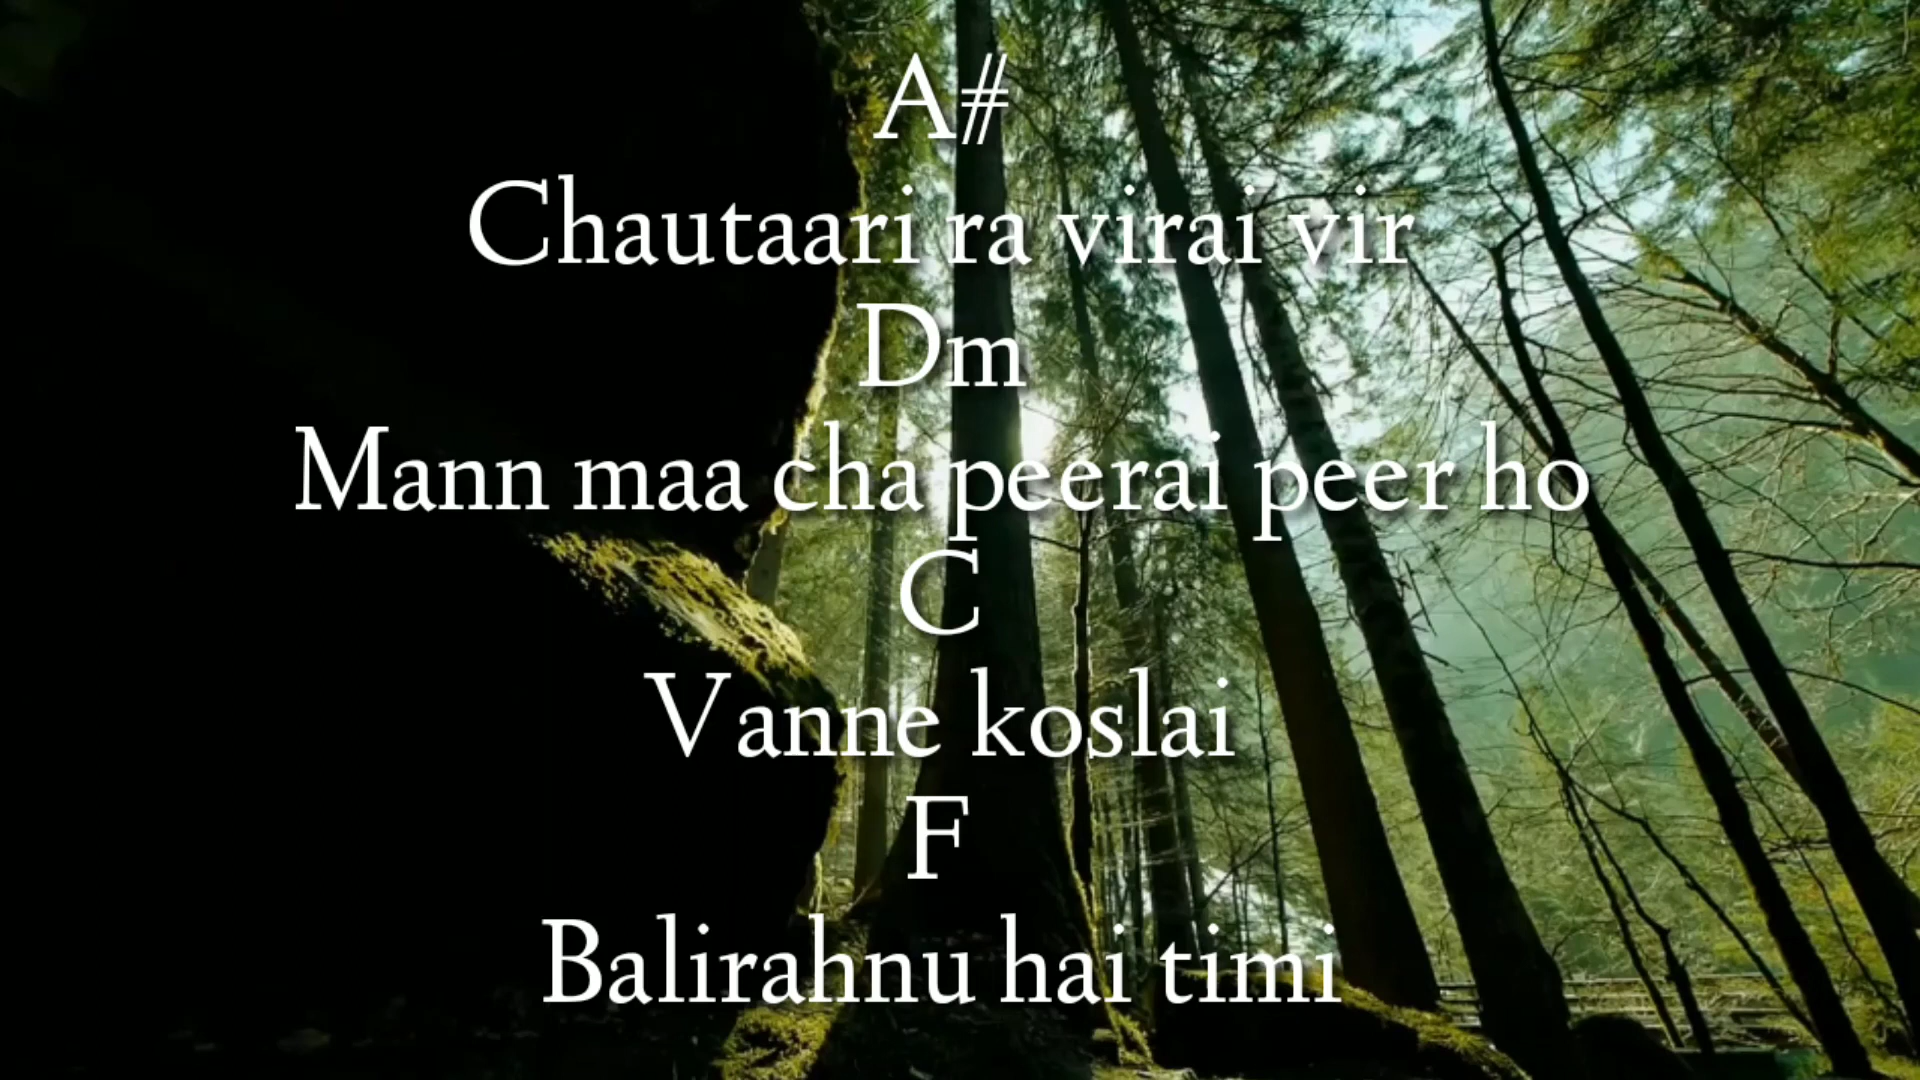 A#
Chautaari ra virai vir
Dm
Mann maa cha peerai peer ho
C
Vanne koslai
F
Balirahnu hai timi